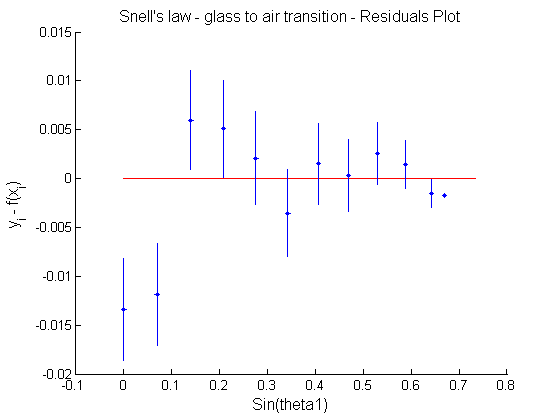 Snell's law - glass to air transition - Residuals Plot
0.015
0.01
0.005
0
-0.005
-0.01
-0.015
-0.02
y_i - f(x_i)
-0.1 0 0.1 0.2 0.3 0.4 0.5 0.6 0.7 0.8
Sin(theta1)